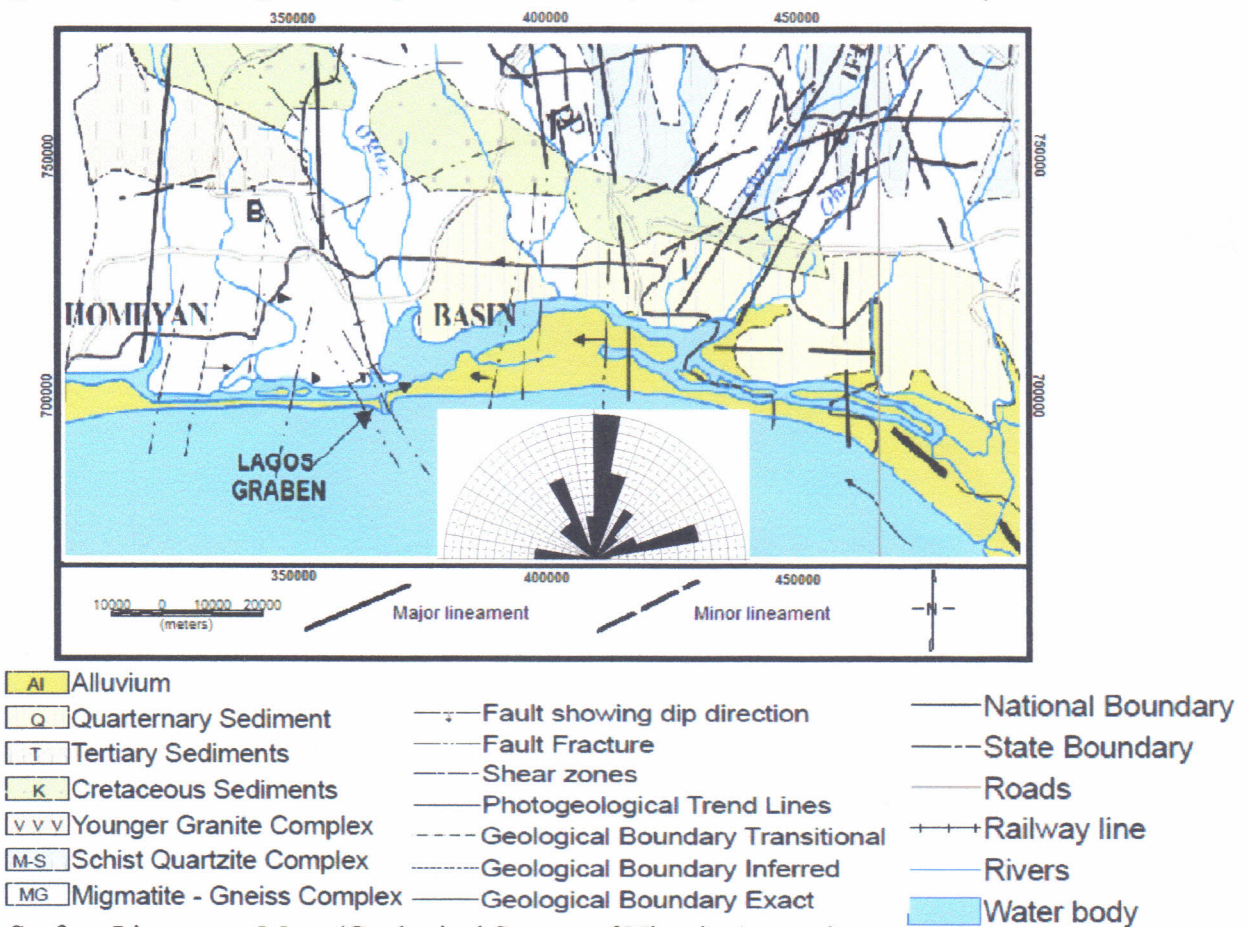 350000 400000 450000
750000
750000
Ogun
B
HOMEYAN BASIN
700000
700000
LAGOS
GRABEN
350000 400000 450000
10000 0 10000 20000
(meters)
Major lineament
Minor lineament
N
Al Alluvium
Q Quarternary Sediment
T Tertiary Sediments
K Cretaceous Sediments
v v v Younger Granite Complex
M-S Schist Quartzite Complex
MG Migmatite - Gneiss Complex
Fault showing dip direction
Fault Fracture
Shear zones
Photogeological Trend Lines
Geological Boundary Transitional
Geological Boundary Inferred
Geological Boundary Exact
National Boundary
State Boundary
Roads
Railway line
Rivers
Water body